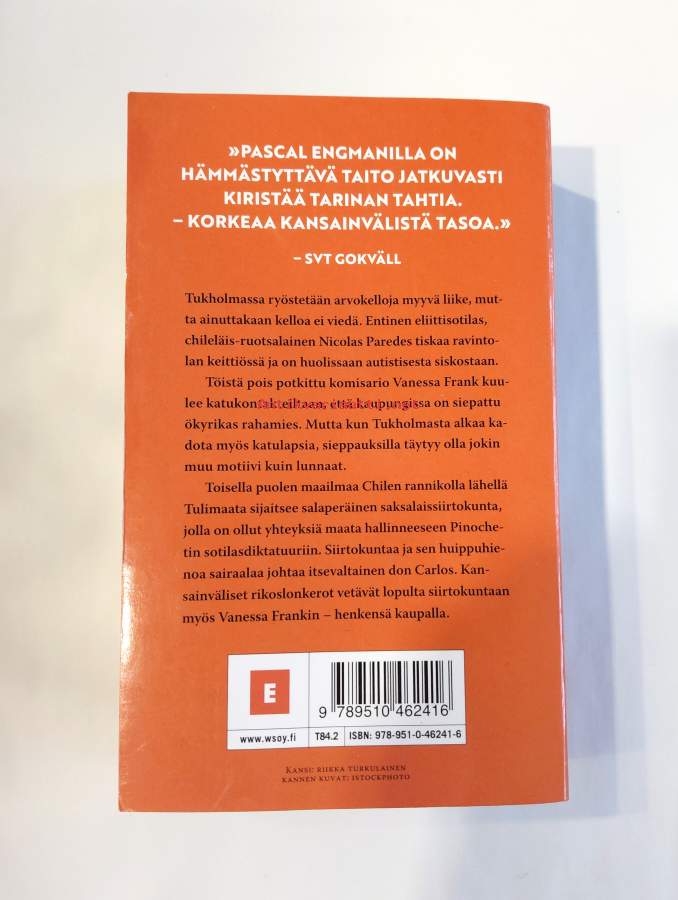 »PASCAL ENGMANILLA ON
HÄMMÄSTYTTÄVÄ TAITO JATKUVASTI
KIRISTÄÄ TARINAN TAHTIA.
– KORKEAA KANSAINVÄLISTÄ TASOA.»
– SVT GOKVÄLL
Tukholmassa ryöstetään arvokelloja myyvä liike, mut-
ta ainuttakaan kelloa ei viedä. Entinen eliittisotilas,
chileläis-ruotsalainen Nicolas Paredes tiskaa ravinto-
lan keittiössä ja on huolissaan autistisesta siskostaan.
Töistä pois potkittu komisario Vanessa Frank kuu-
lee katukontakteiltaan, että kaupungissa on siepattu
ökyrikas rahamies. Mutta kun Tukholmasta alkaa ka-
dota myös katulapsia, sieppauksilla täytyy olla jokin
muu motiivi kuin lunnaat.
Toisella puolen maailmaa Chilen rannikolla lähellä
Tulimaata sijaitsee salaperäinen saksalaissiirtokunta,
jolla on ollut yhteyksiä maata hallinneeseen Pinoche-
tin sotilasdiktatuuriin. Siirtokuntaa ja sen huippuhie-
noa sairaalaa johtaa itsevaltainen don Carlos. Kan-
sainväliset rikoslonkerot vetävät lopulta siirtokuntaan
myös Vanessa Frankin – henkensä kaupalla.
E
9 789510 462416
www.wsoy.fi T84.2 ISBN: 978-951-0-46241-6
KANSI: RIIKKA TURKULAINEN
KANNEN KUVAT: ISTOCKPHOTO